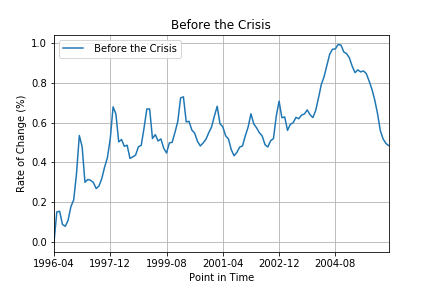 Before the Crisis
Before the Crisis
Rate of Change (%)
1.0
0.8
0.6
0.4
0.2
0.0
1996-04 1997-12 1999-08 2001-04 2002-12 2004-08
Point in Time